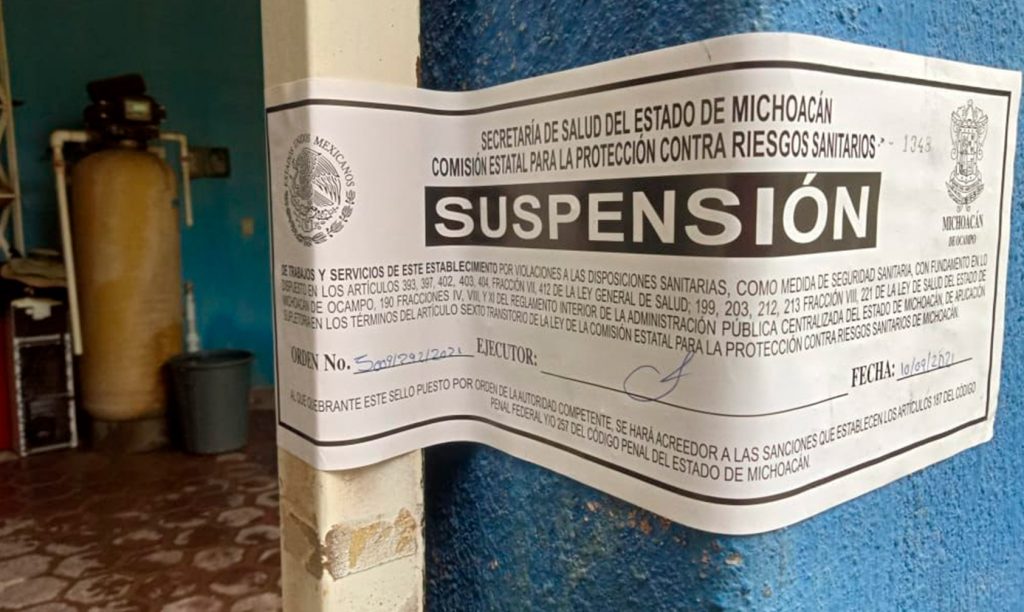 ESTADOS UNIDOS MEXICANOS
SECRETARÍA DE SALUD DEL ESTADO DE MICHOACÁN
COMISIÓN ESTATAL PARA LA PROTECCIÓN CONTRA RIESGOS SANITARIOS
1348
SUSPENSIÓN
MICHOACÁN
DE OCAMPO
DE TRABAJOS Y SERVICIOS DE ESTE ESTABLECIMIENTO POR VIOLACIONES A LAS DISPOSICIONES SANITARIAS, COMO MEDIDA DE SEGURIDAD SANITARIA, CON FUNDAMENTO EN LO
DISPUESTO EN LOS ARTÍCULOS 393, 397, 402, 403, 404 FRACCIÓN VII, 412 DE LA LEY GENERAL DE SALUD; 199, 203, 212, 213 FRACCIÓN VIII, 221 DE LA LEY DE SALUD DEL ESTADO DE
MICHOACÁN DE OCAMPO, 190 FRACCIONES IV, VIII Y XI DEL REGLAMENTO INTERIOR DE LA ADMINISTRACIÓN PÚBLICA CENTRALIZADA DEL ESTADO DE MICHOACÁN, DE APLICACIÓN
SUPLETORIA EN LOS TÉRMINOS DEL ARTÍCULO SEXTO TRANSITORIO DE LA LEY DE LA COMISIÓN ESTATAL PARA LA PROTECCIÓN CONTRA RIESGOS SANITARIOS DE MICHOACÁN.
ORDEN No. EJECUTOR: FECHA: 10/09/2021
AL QUE QUEBRANTE ESTE SELLO PUESTO POR ORDEN DE LA AUTORIDAD COMPETENTE, SE HARÁ ACREEDOR A LAS SANCIONES QUE ESTABLECEN LOS ARTÍCULOS 187 DEL CÓDIGO
PENAL FEDERAL Y/O 257 DEL CÓDIGO PENAL DEL ESTADO DE MICHOACÁN.